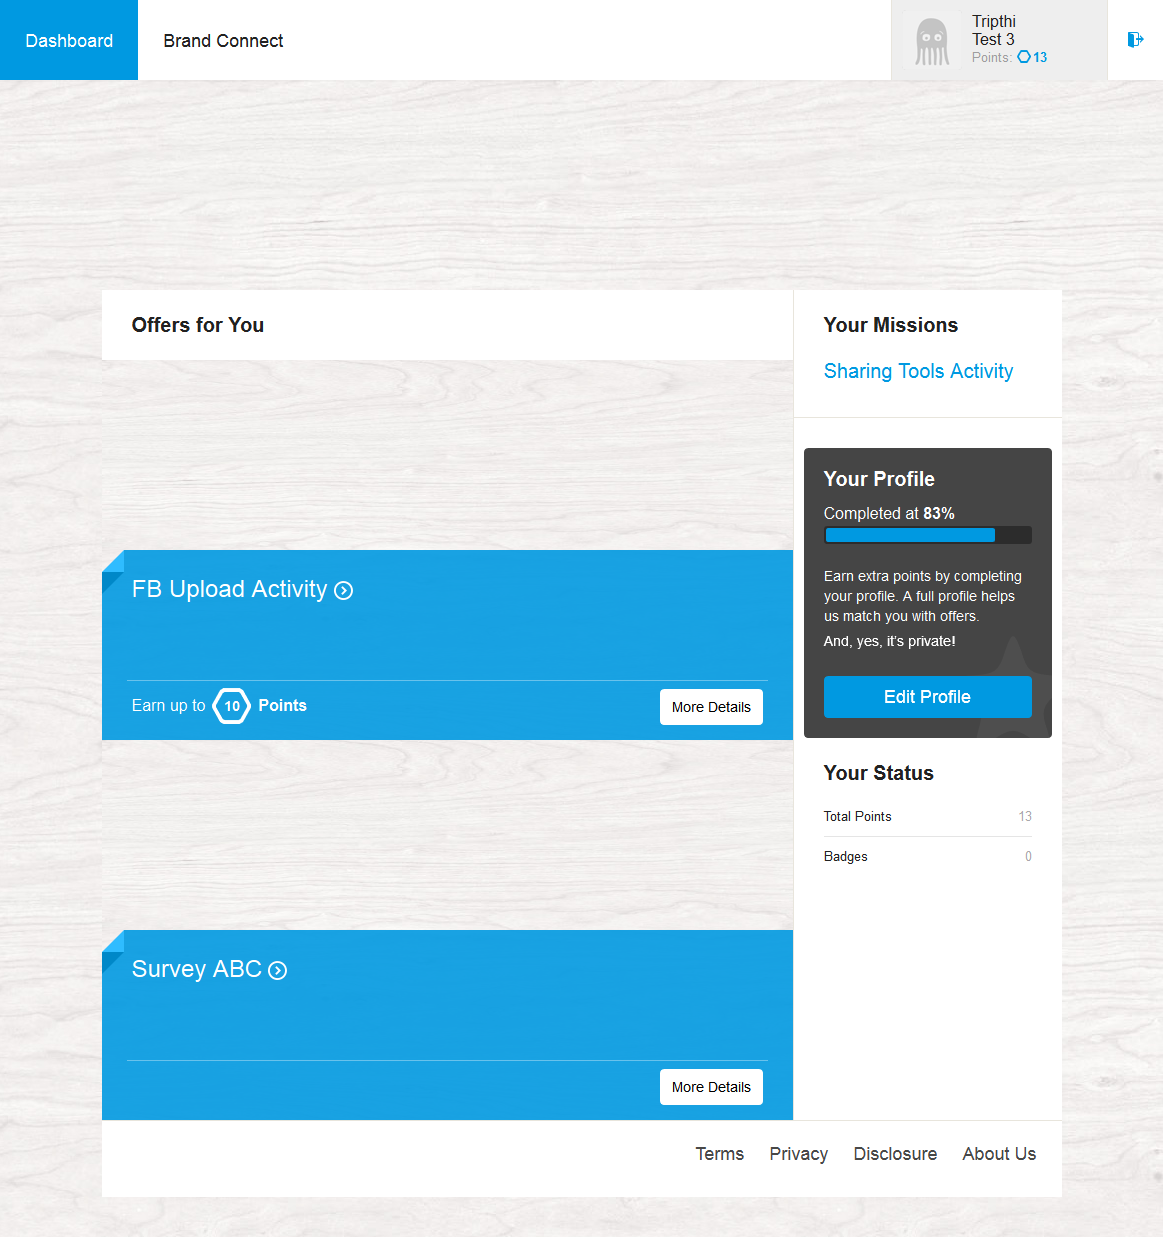 Dashboard
Brand Connect
Tripthi
Test 3
Points: 13
Offers for You
FB Upload Activity
Earn up to 10 Points
More Details
Survey ABC
More Details
Your Missions
Sharing Tools Activity
Your Profile
Completed at 83%
Earn extra points by completing
your profile. A full profile helps
us match you with offers.
And, yes, it's private!
Edit Profile
Your Status
Total Points 13
Badges 0
Terms Privacy Disclosure About Us